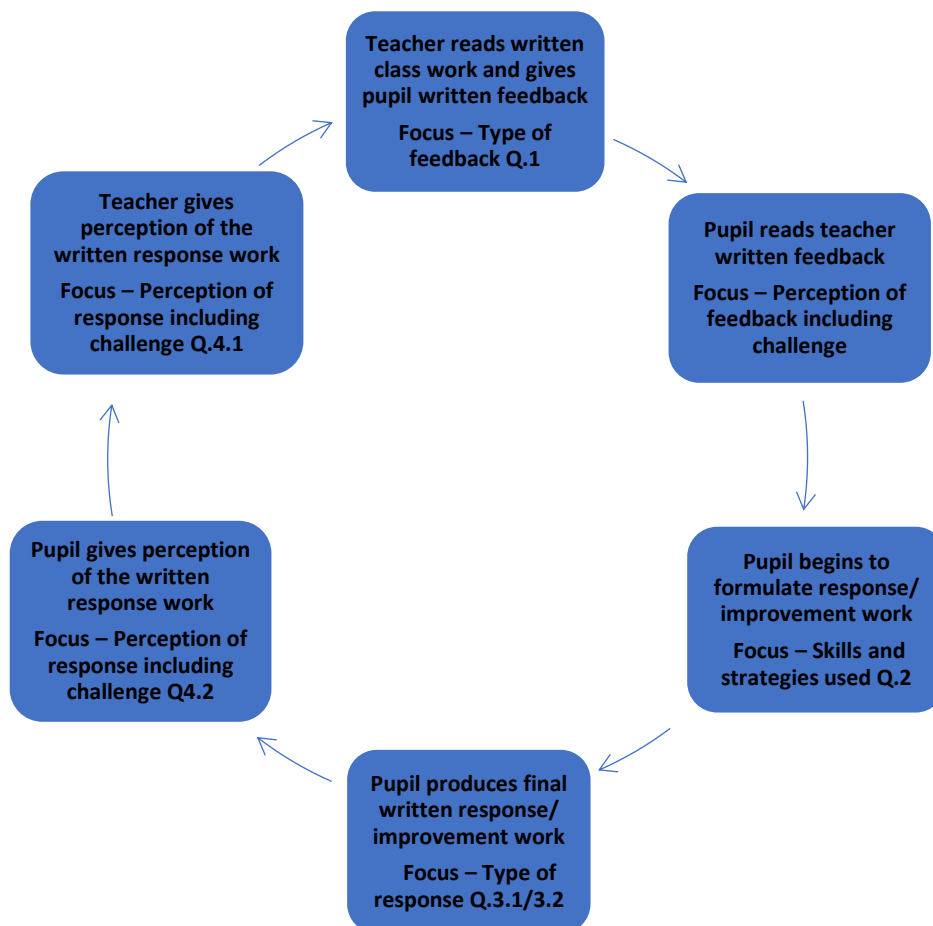 Teacher reads written
class work and gives
pupil written feedback
Focus – Type of
feedback Q.1
Pupil reads teacher
written feedback
Focus – Perception of
feedback including
challenge
Pupil begins to
formulate response/
improvement work
Focus – Skills and
strategies used Q.2
Pupil produces final
written response/
improvement work
Focus – Type of
response Q.3.1/3.2
Pupil gives perception
of the written
response work
Focus – Perception of
response including
challenge Q4.2
Teacher gives
perception of the
written response work
Focus – Perception of
response including
challenge Q.4.1